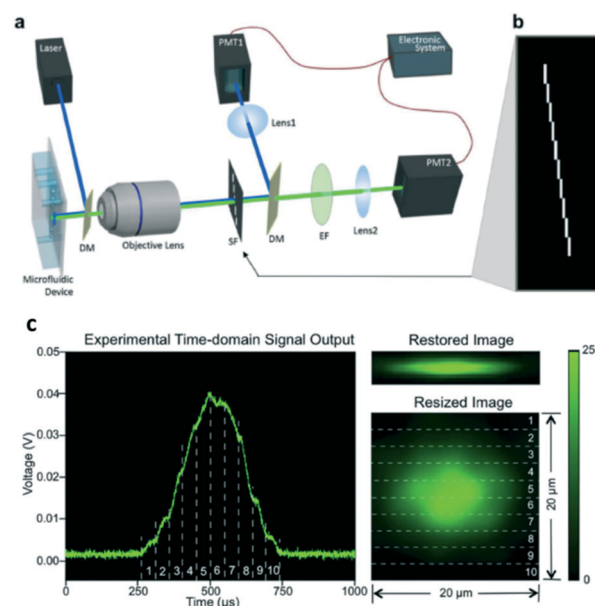 a
Laser
PMT1
Electronic
System
Lens1
PMT2
DM
Objective Lens
SF
DM
EF
Lens2
Microfluidic
Device
b
c
Experimental Time-domain Signal Output
0.05
0.04
0.03
0.02
0.01
0.00
Voltage (V)
1 2 3 4 5 6 7 8 9 10
0 250 500 750 1000
Time (us)
Restored Image
Resized Image
1
2
3
4
5
6
7
8
9
10
20 μm
20 μm
25
0